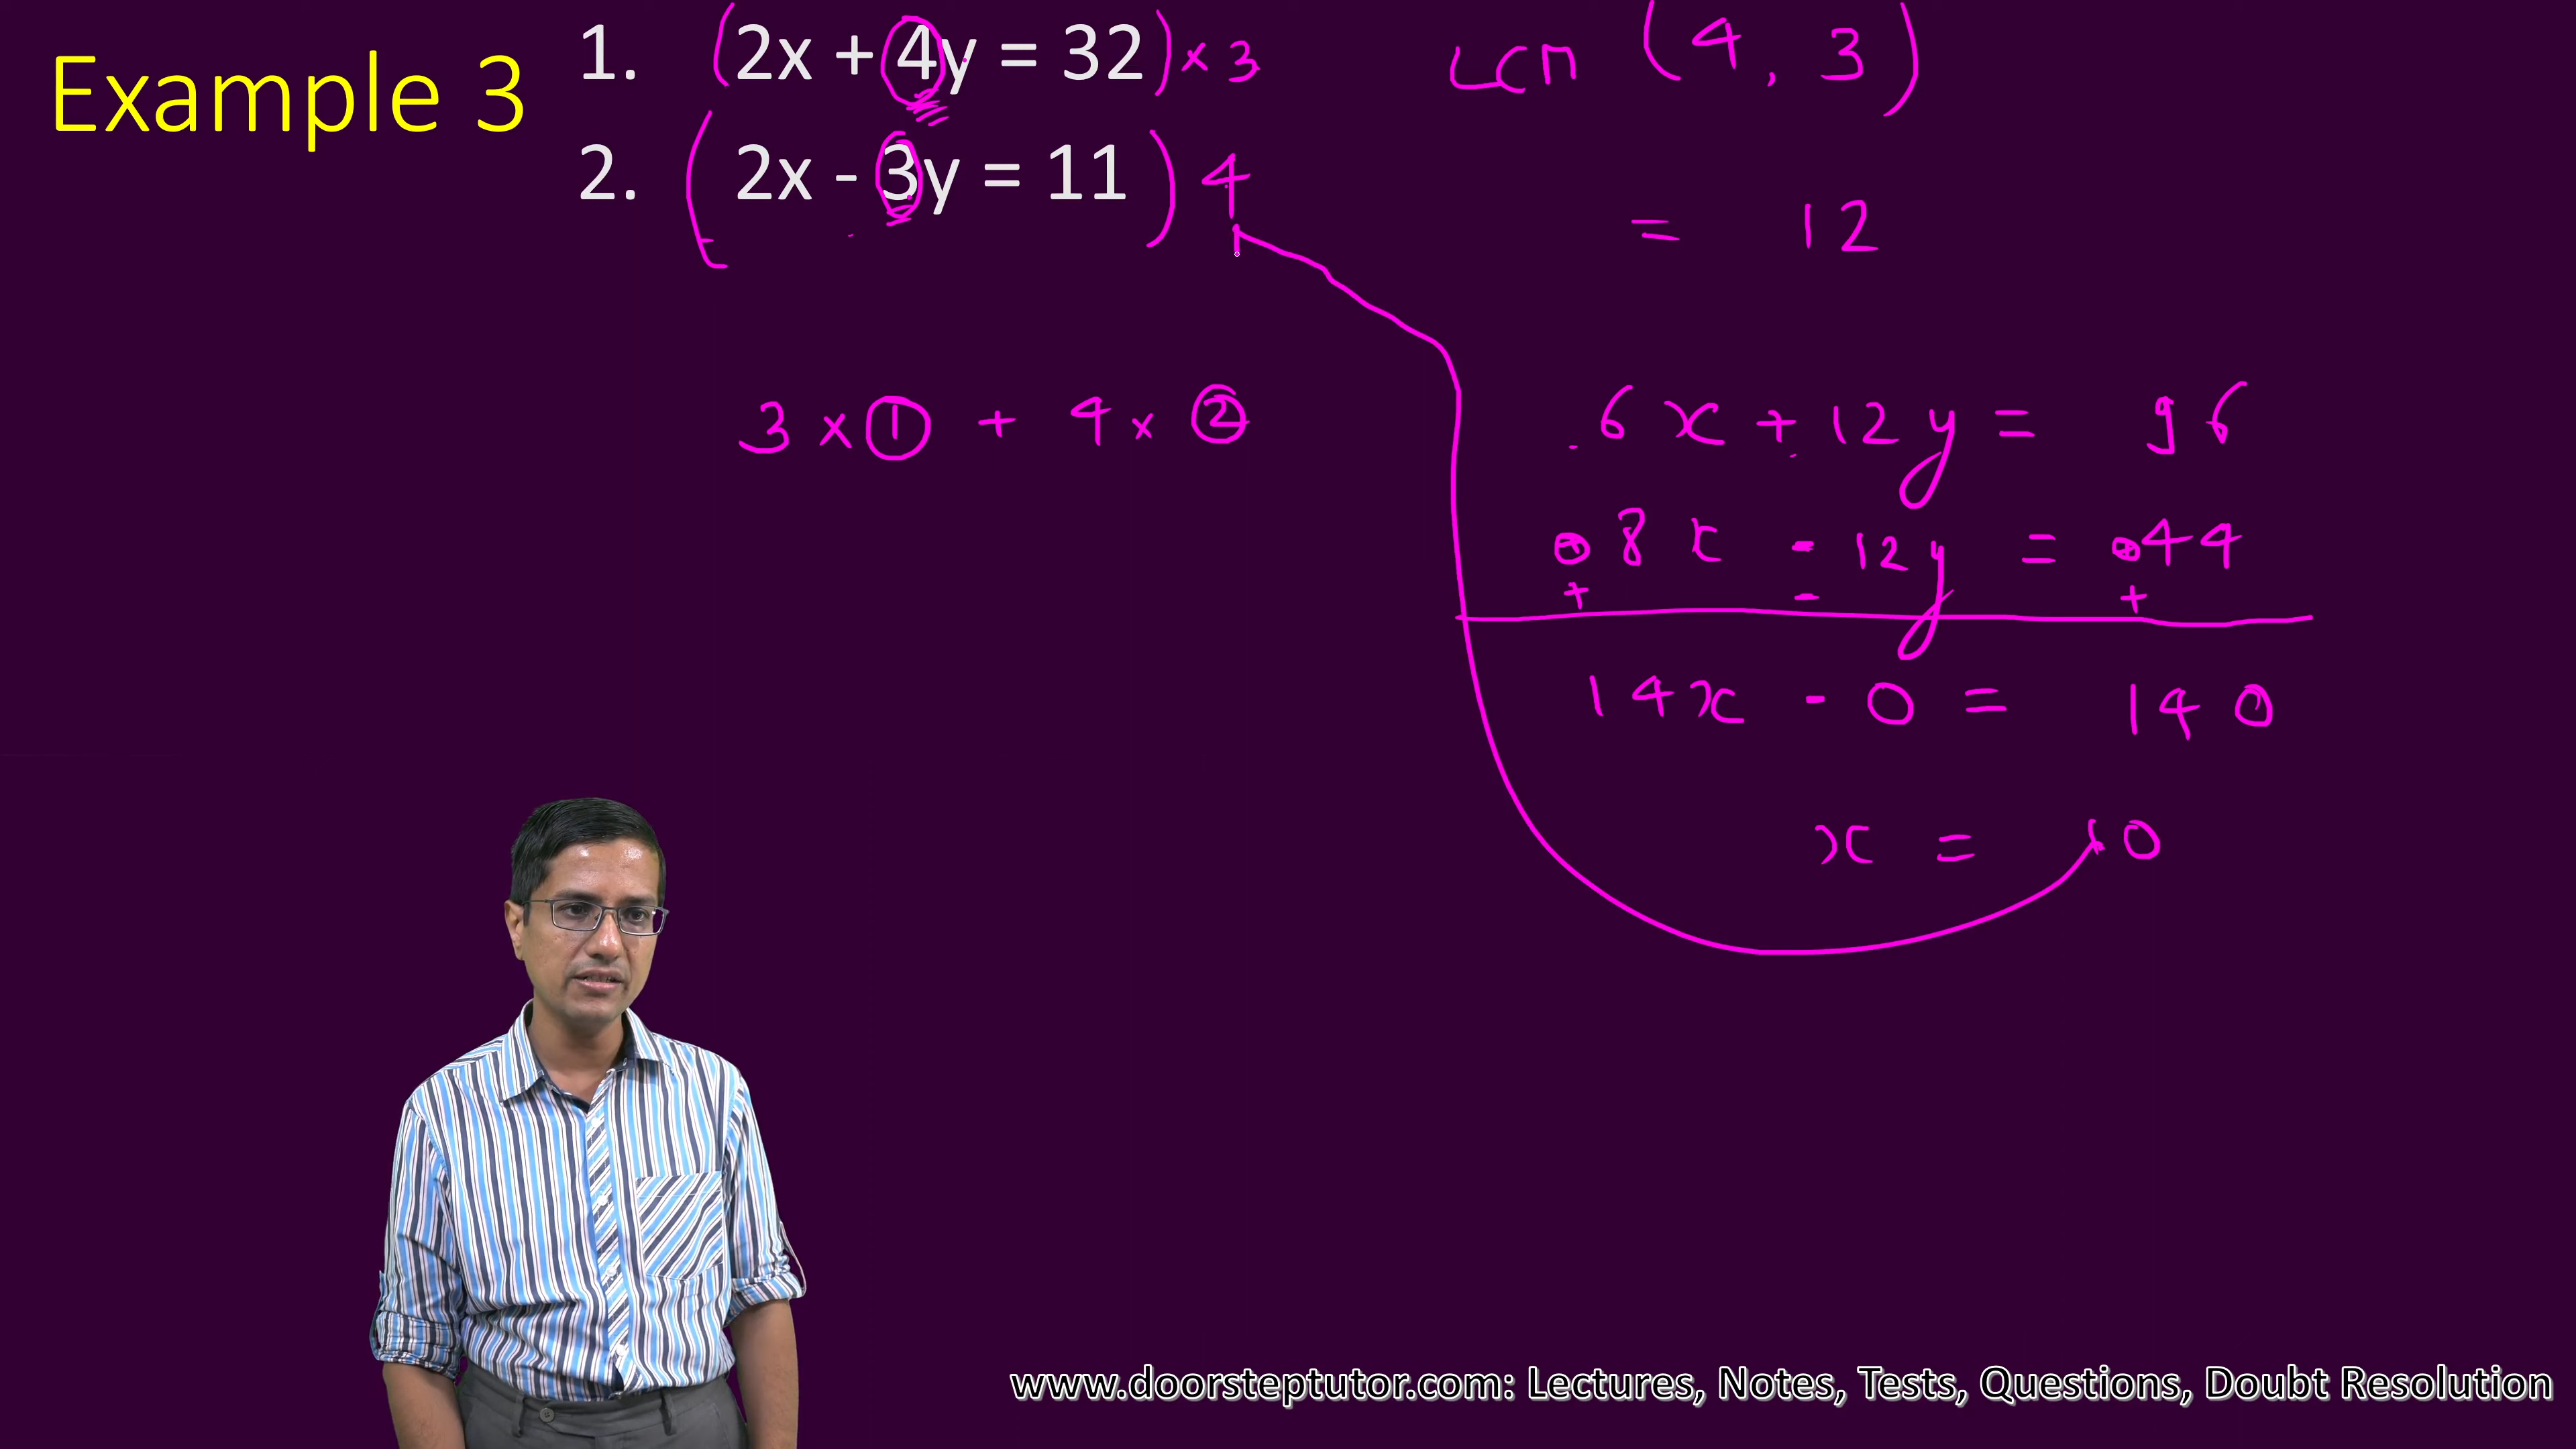 Example 3
1. (2x + 4y = 32) × 3
2. (2x - 3y = 11) 4
LCM (4, 3)
= 12
3 × ① + 4 × ②
6x + 12y = 96
+ 8x - 12y = + 44
+ - +
14x - 0 = 140
x = 10
www.doorsteptutor.com: Lectures, Notes, Tests, Questions, Doubt Resolution